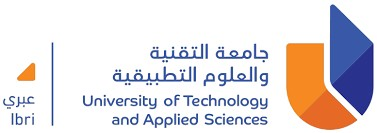 جامعة التقنية
والعلوم التطبيقية
University of Technology
and Applied Sciences
عبري
Ibri